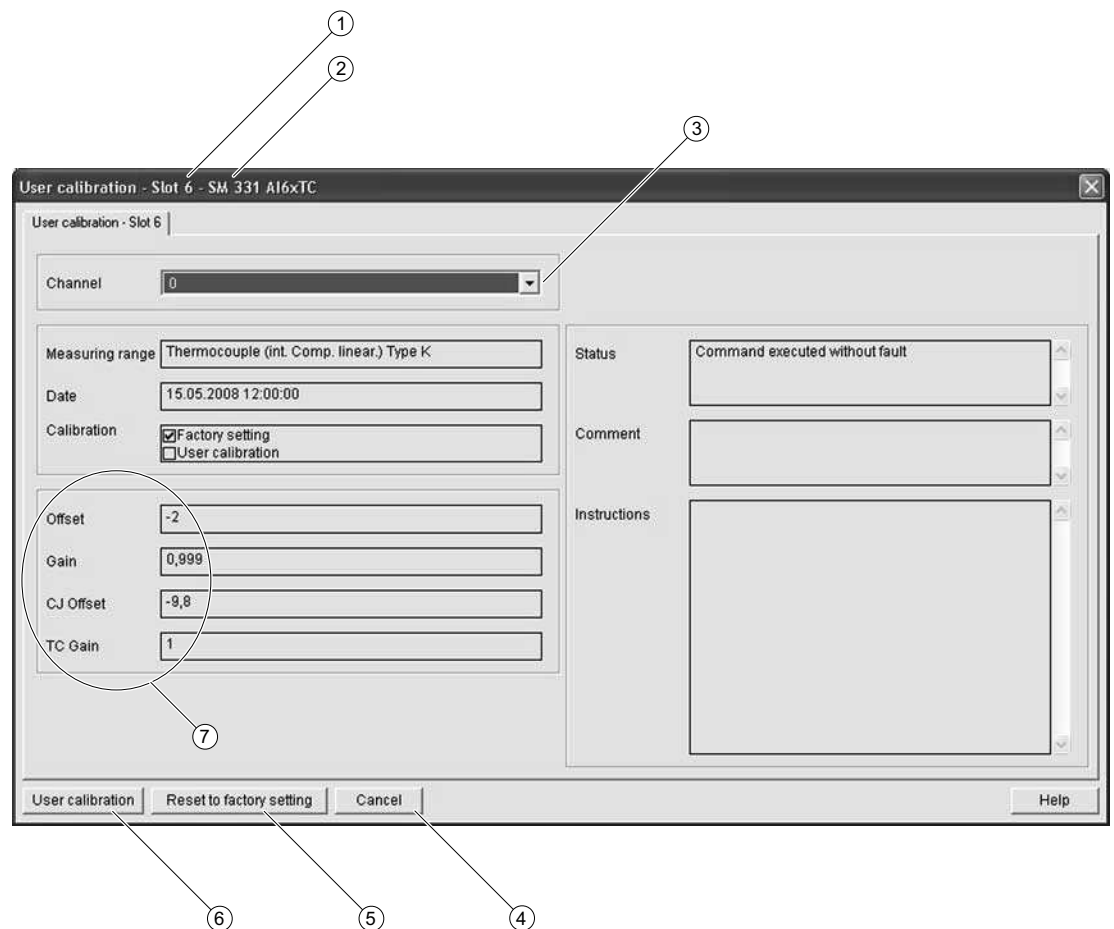 1
2
3
User calibration - Slot 6 - SM 331 AI6xTC
User calibration - Slot 6
Channel
0
Measuring range
Thermocouple (int. Comp. linear.) Type K
Date
15.05.2008 12:00:00
Calibration
Factory setting
User calibration
Offset
-2
Gain
0,999
CJ Offset
-9,8
TC Gain
1
Status
Command executed without fault
Comment
Instructions
7
User calibration
Reset to factory setting
Cancel
Help
6
5
4